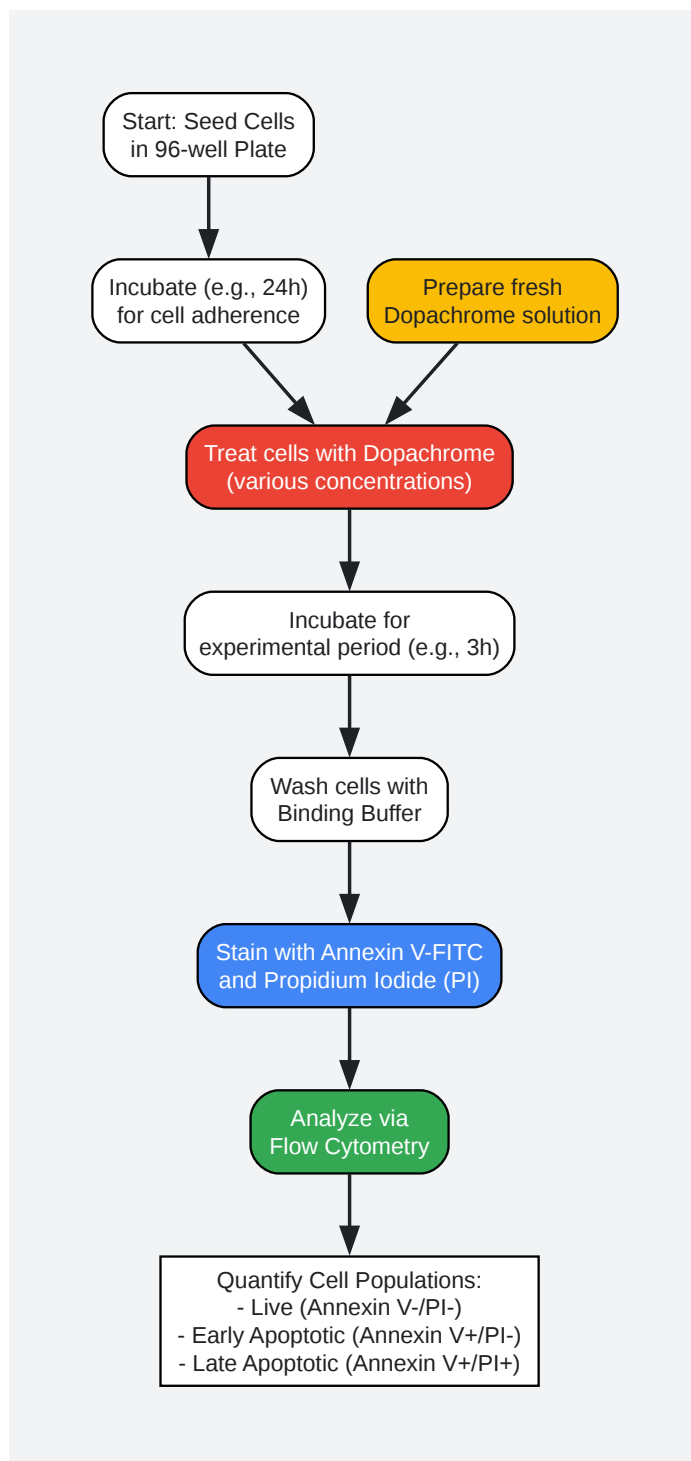 Start: Seed Cells
in 96-well Plate
Incubate (e.g., 24h)
for cell adherence
Prepare fresh
Dopachrome solution
Treat cells with Dopachrome
(various concentrations)
Incubate for
experimental period (e.g., 3h)
Wash cells with
Binding Buffer
Stain with Annexin V-FITC
and Propidium Iodide (PI)
Analyze via
Flow Cytometry
Quantify Cell Populations:
- Live (Annexin V-/PI-)
- Early Apoptotic (Annexin V+/PI-)
- Late Apoptotic (Annexin V+/PI+)